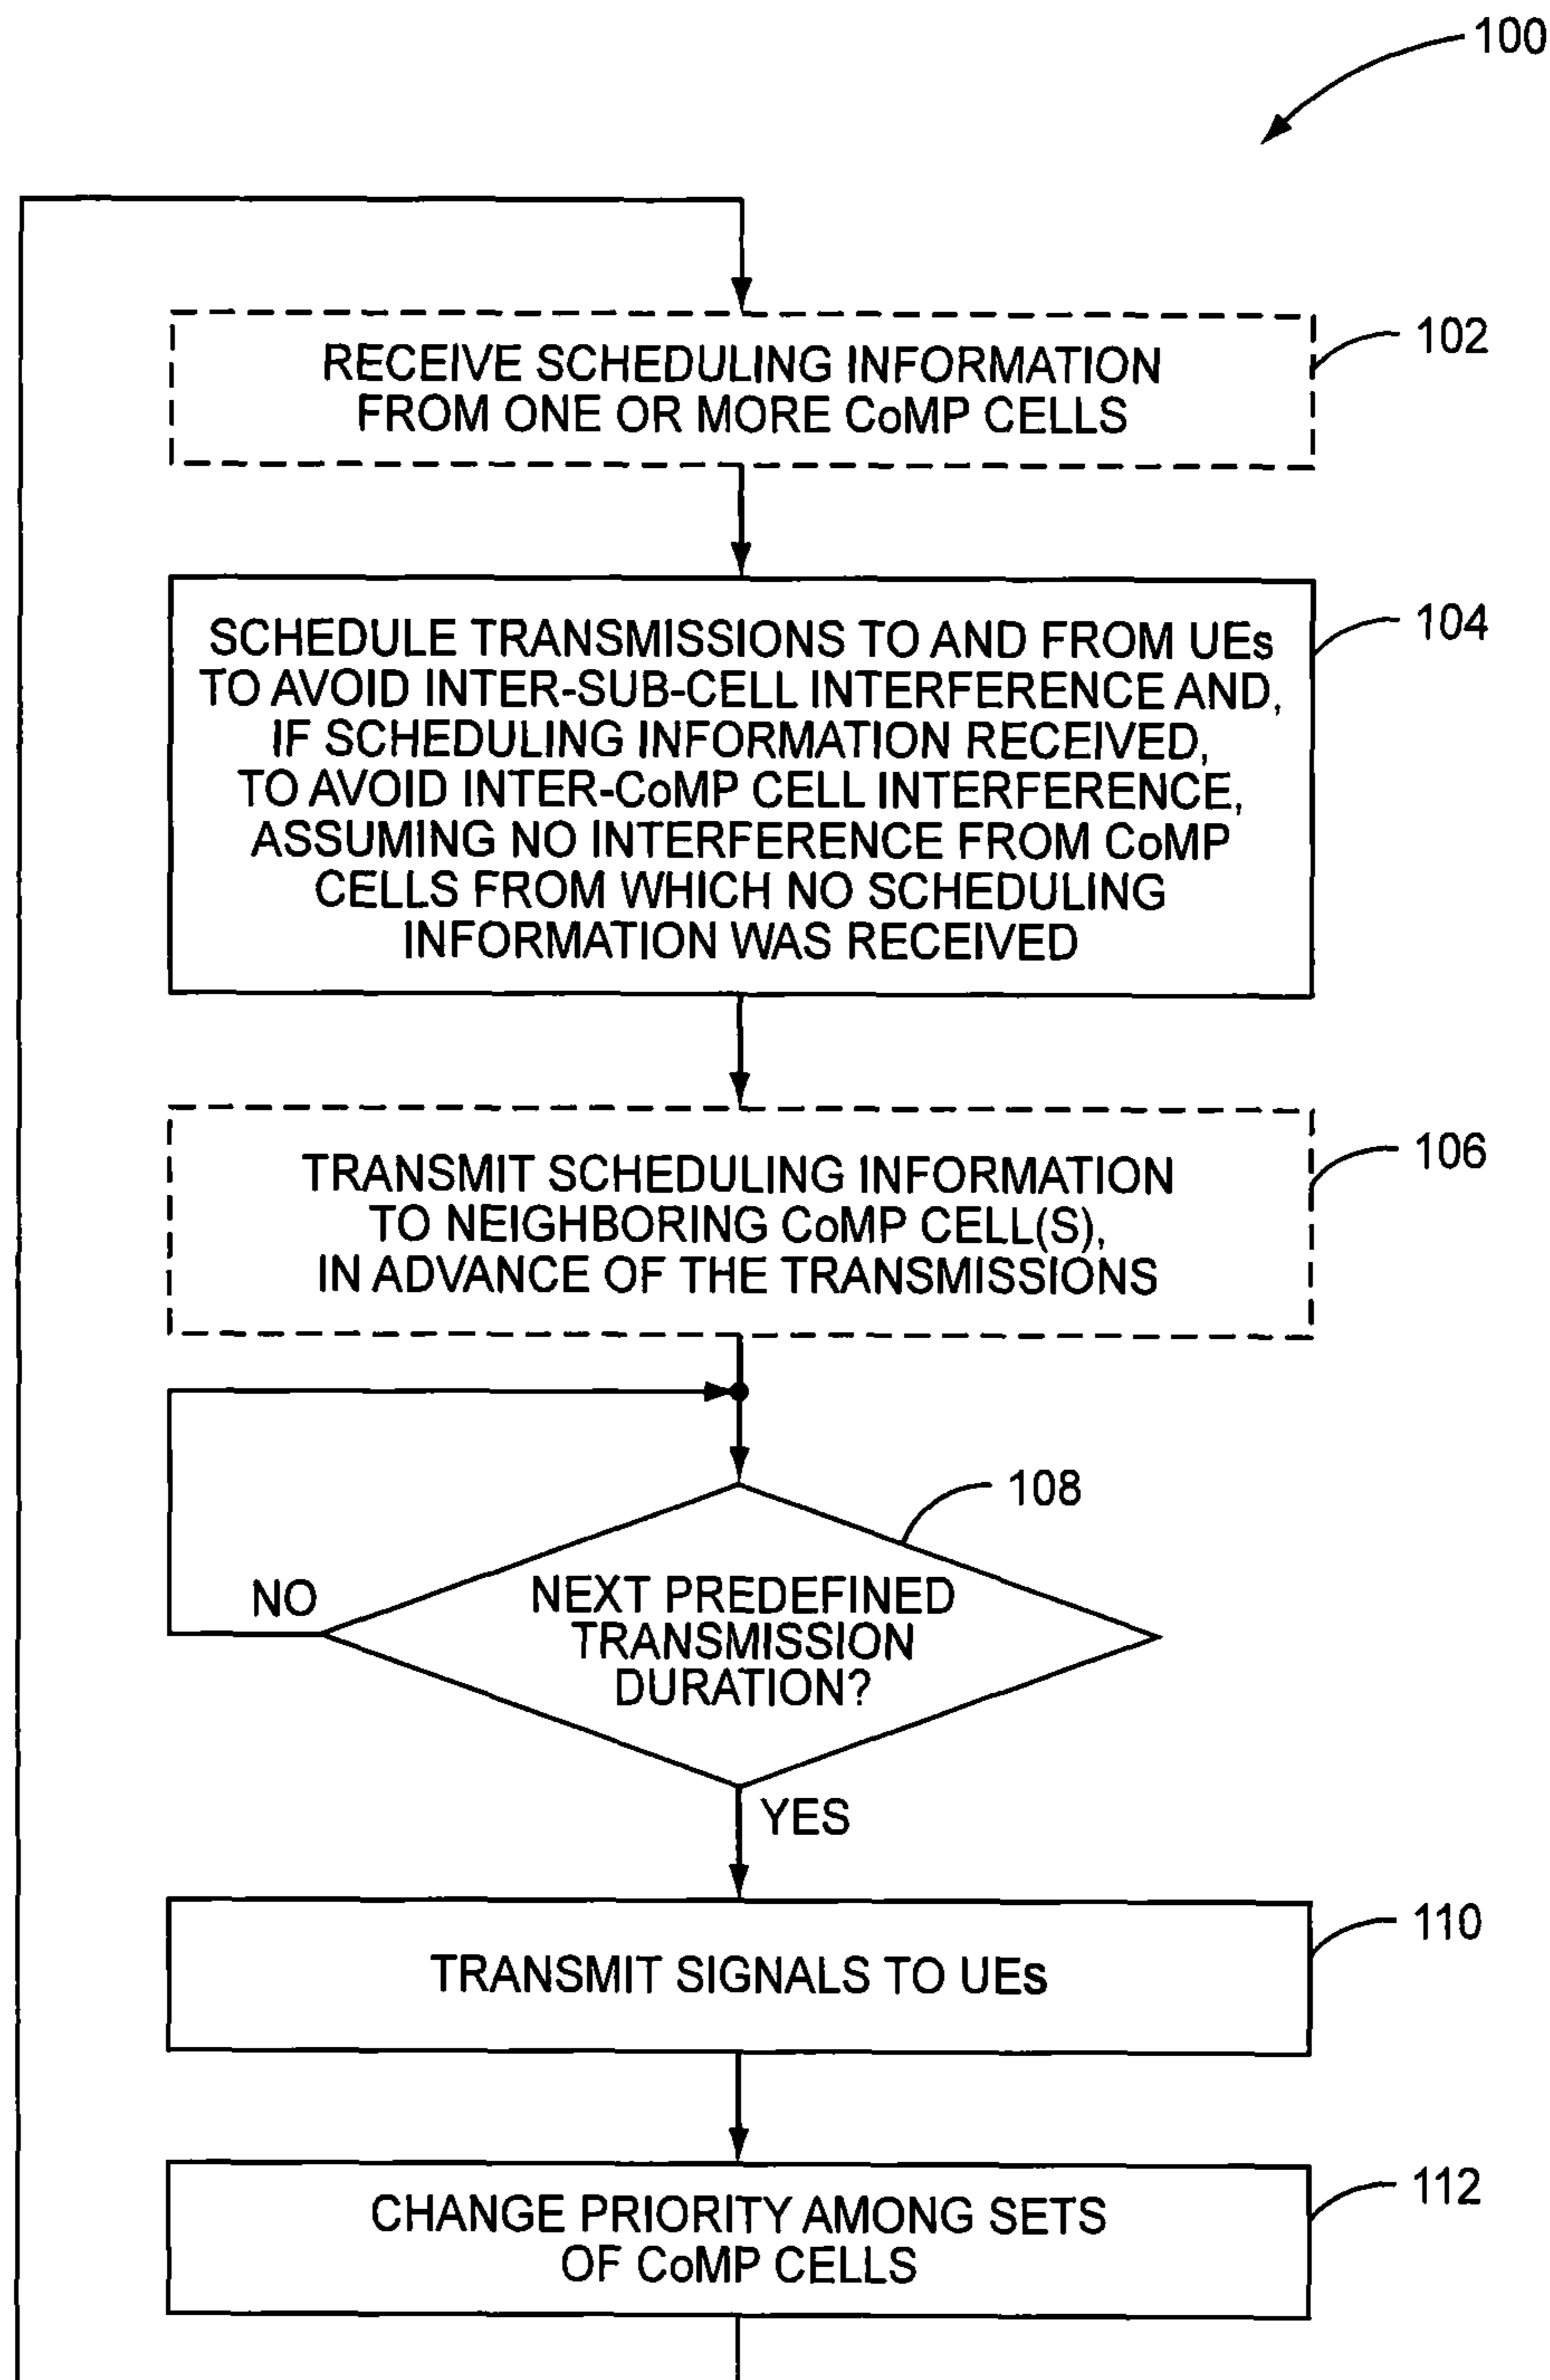 100
RECEIVE SCHEDULING INFORMATION
FROM ONE OR MORE CoMP CELLS
102
SCHEDULE TRANSMISSIONS TO AND FROM UEs
TO AVOID INTER-SUB-CELL INTERFERENCE AND,
IF SCHEDULING INFORMATION RECEIVED,
TO AVOID INTER-CoMP CELL INTERFERENCE,
ASSUMING NO INTERFERENCE FROM CoMP
CELLS FROM WHICH NO SCHEDULING
INFORMATION WAS RECEIVED
104
TRANSMIT SCHEDULING INFORMATION
TO NEIGHBORING CoMP CELL(S),
IN ADVANCE OF THE TRANSMISSIONS
106
108
NO
NEXT PREDEFINED
TRANSMISSION
DURATION?
YES
TRANSMIT SIGNALS TO UEs
110
CHANGE PRIORITY AMONG SETS
OF CoMP CELLS
112